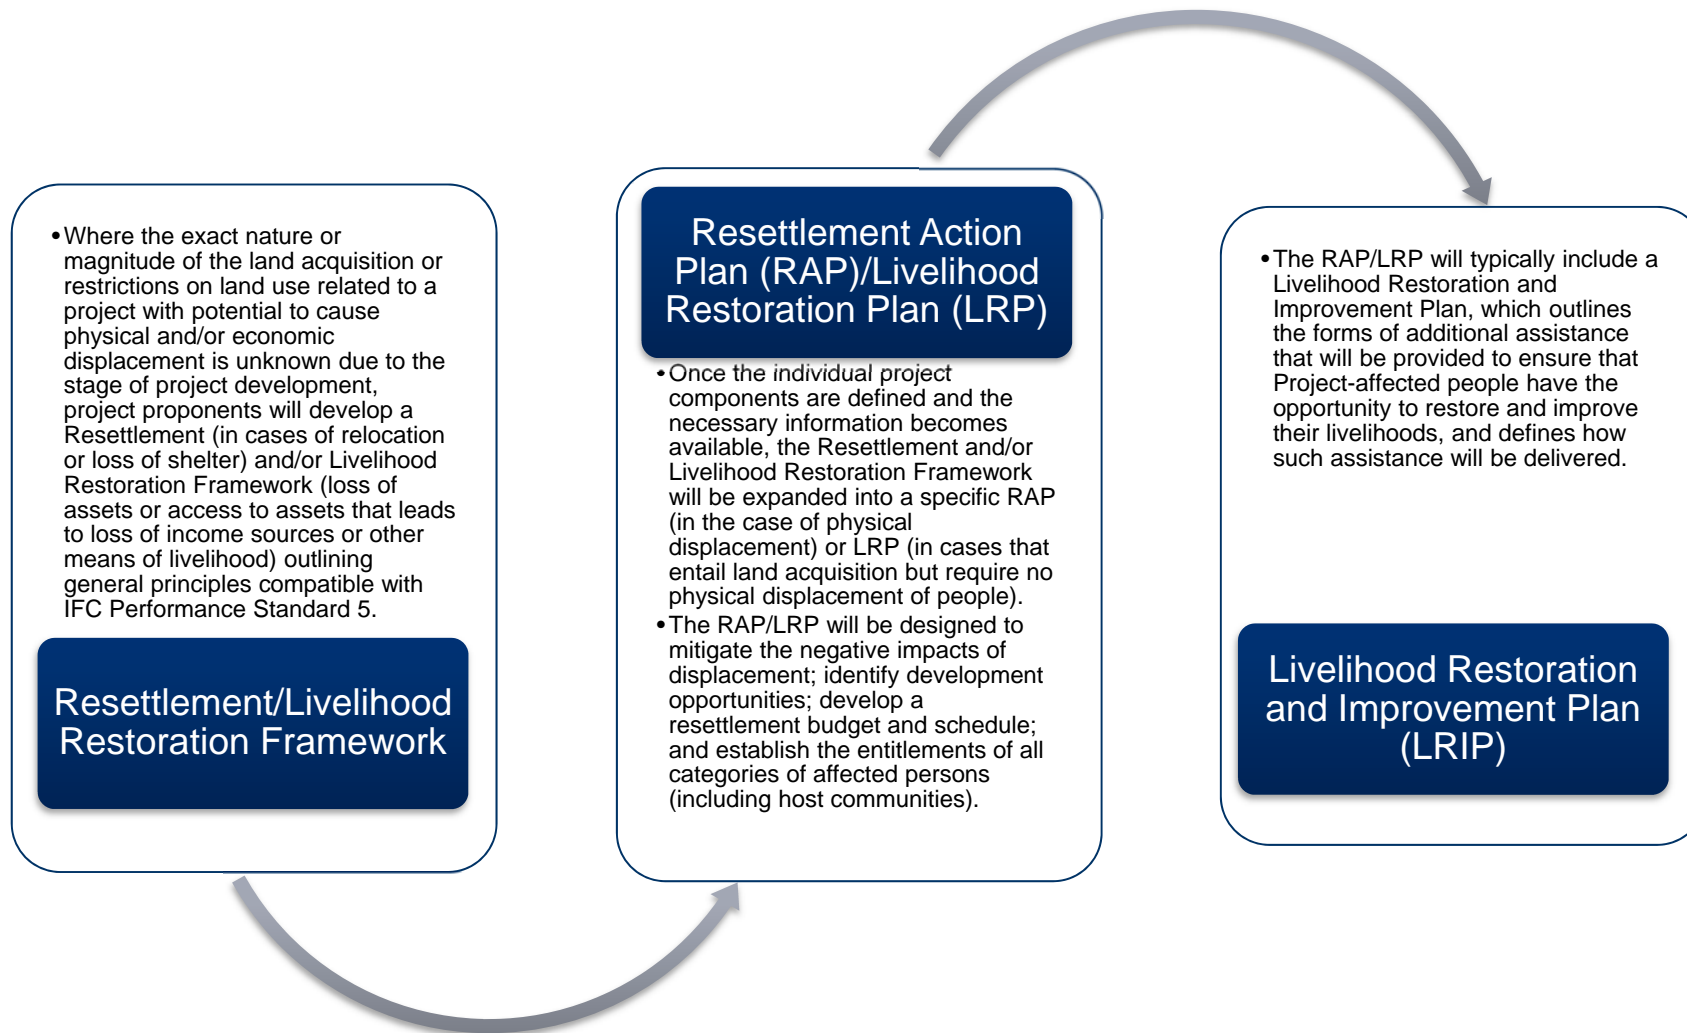 •Where the exact nature or
magnitude of the land acquisition or
restrictions on land use related to a
project with potential to cause
physical and/or economic
displacement is unknown due to the
stage of project development,
project proponents will develop a
Resettlement (in cases of relocation
or loss of shelter) and/or Livelihood
Restoration Framework (loss of
assets or access to assets that leads
to loss of income sources or other
means of livelihood) outlining
general principles compatible with
IFC Performance Standard 5.
Resettlement/Livelihood
Restoration Framework
Resettlement Action
Plan (RAP)/Livelihood
Restoration Plan (LRP)
•Once the individual project
components are defined and the
necessary information becomes
available, the Resettlement and/or
Livelihood Restoration Framework
will be expanded into a specific RAP
(in the case of physical
displacement) or LRP (in cases that
entail land acquisition but require no
physical displacement of people).
•The RAP/LRP will be designed to
mitigate the negative impacts of
displacement; identify development
opportunities; develop a
resettlement budget and schedule;
and establish the entitlements of all
categories of affected persons
(including host communities).
•The RAP/LRP will typically include a
Livelihood Restoration and
Improvement Plan, which outlines
the forms of additional assistance
that will be provided to ensure that
Project-affected people have the
opportunity to restore and improve
their livelihoods, and defines how
such assistance will be delivered.
Livelihood Restoration
and Improvement Plan
(LRIP)